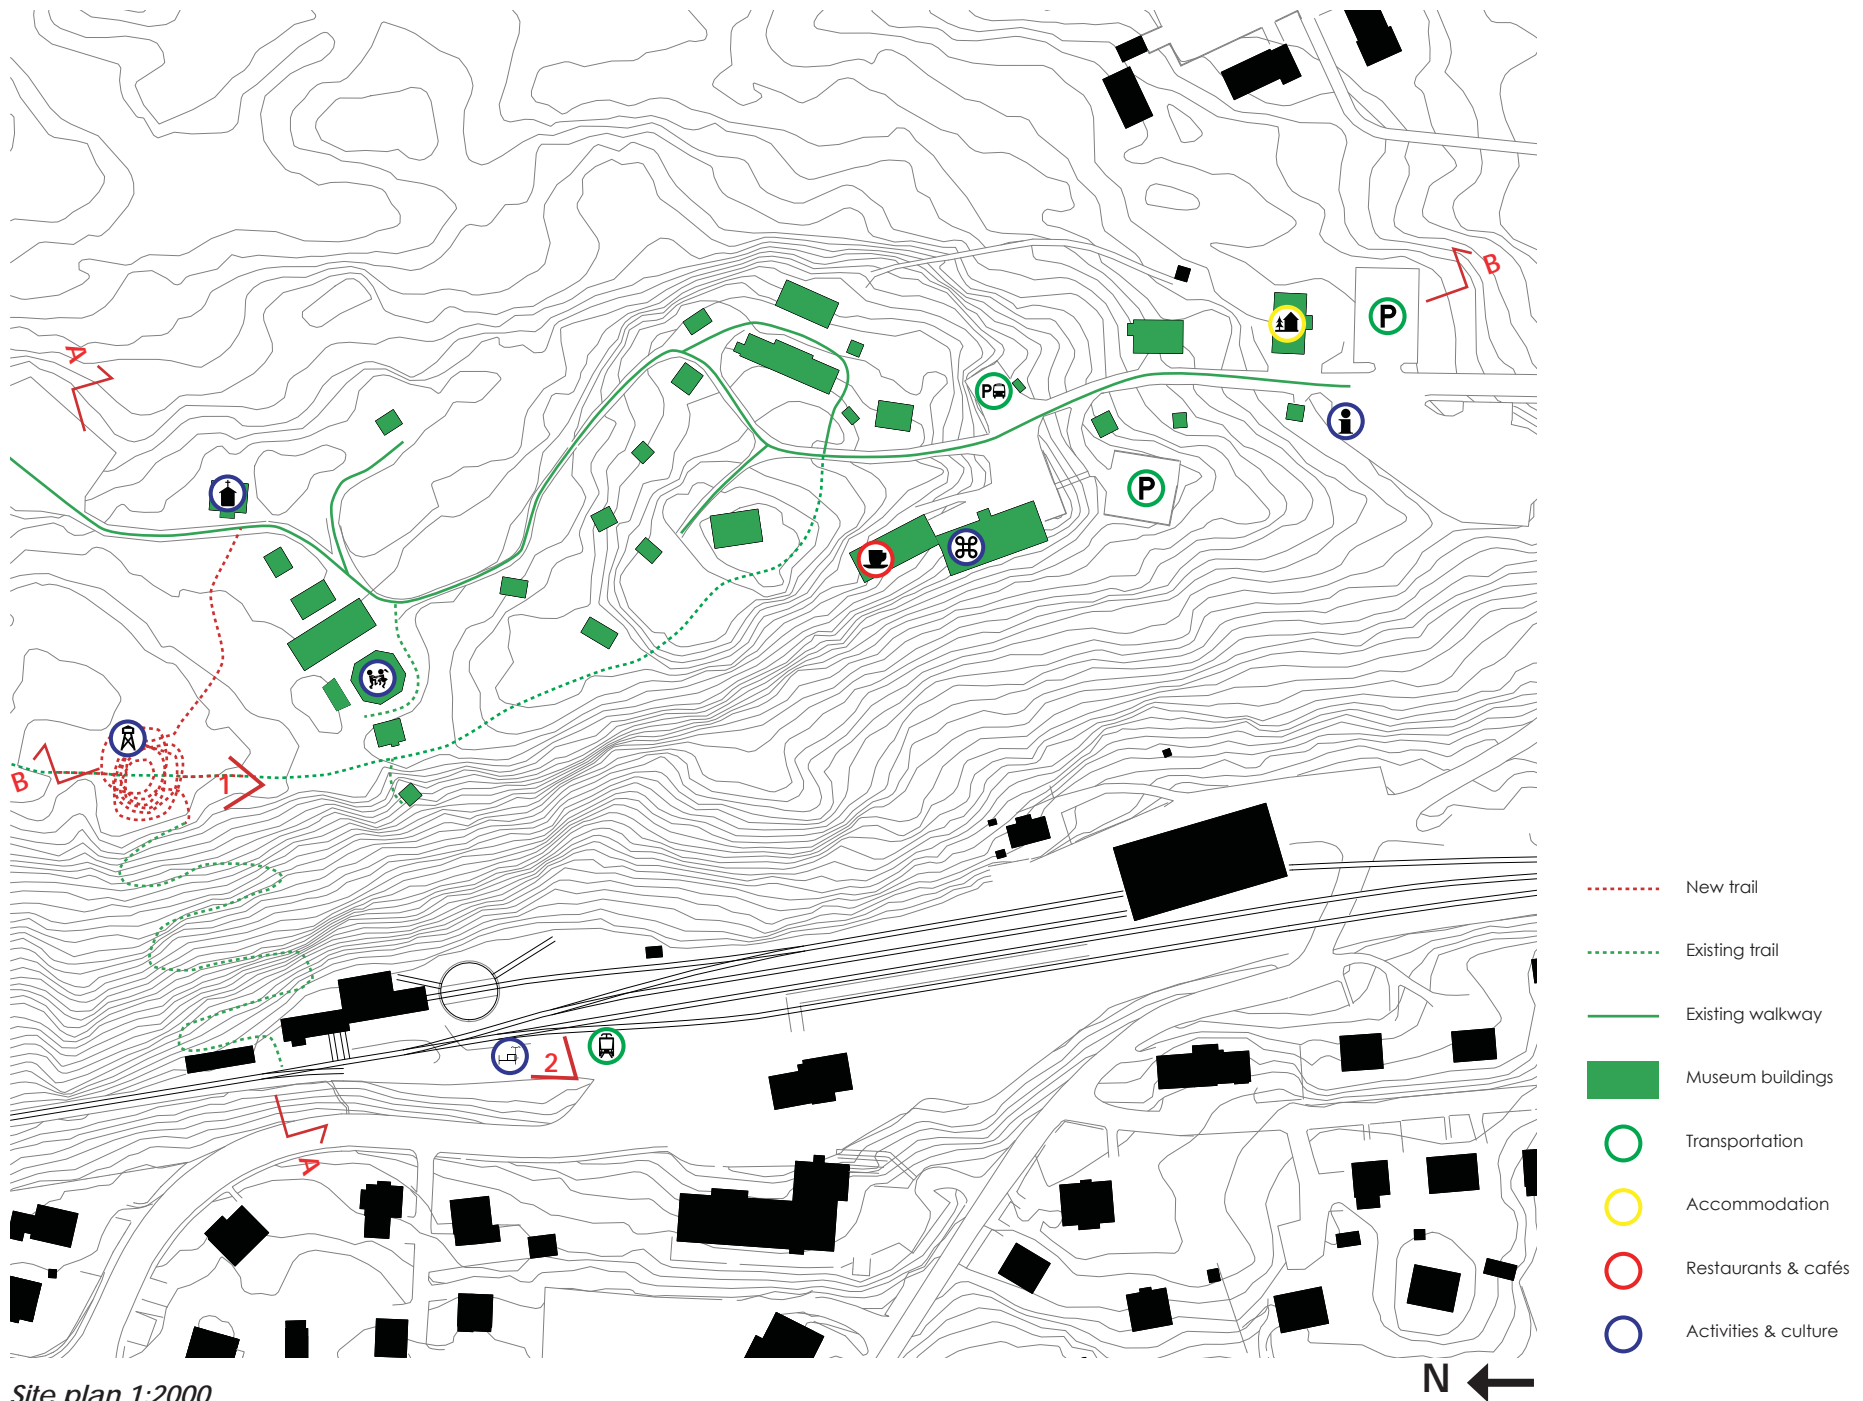 B
P
A
P
P
B
1
2
A
New trail
Existing trail
Existing walkway
Museum buildings
Transportation
Accommodation
Restaurants & cafés
Activities & culture
N
Site plan 1:2000